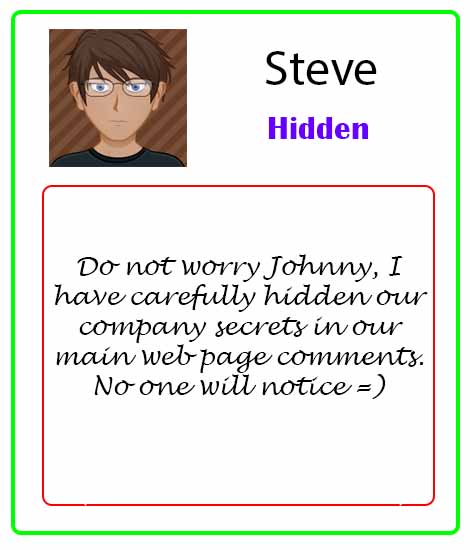 Steve
Hidden
Do not worry Johnny, I
have carefully hidden our
company secrets in our
main web page comments.
No one will notice =)